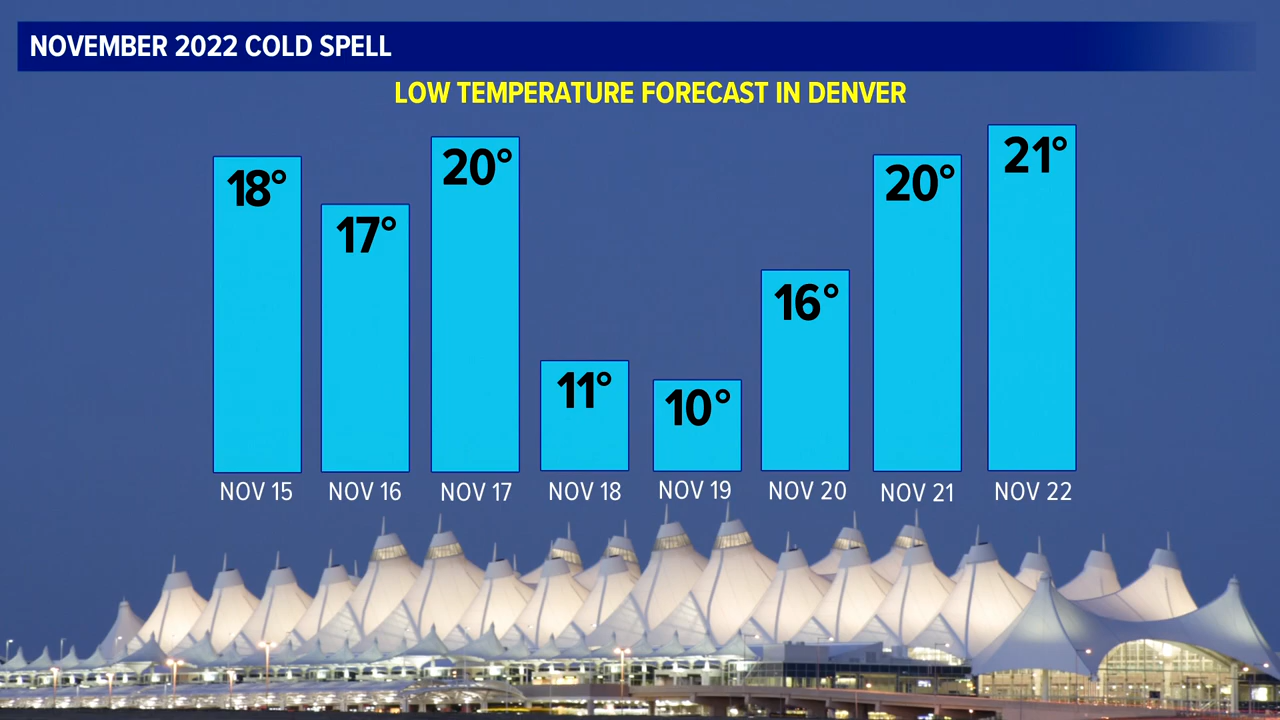 NOVEMBER 2022 COLD SPELL
LOW TEMPERATURE FORECAST IN DENVER
18° 17° 20° 11° 10° 16° 20° 21°
NOV 15 NOV 16 NOV 17 NOV 18 NOV 19 NOV 20 NOV 21 NOV 22